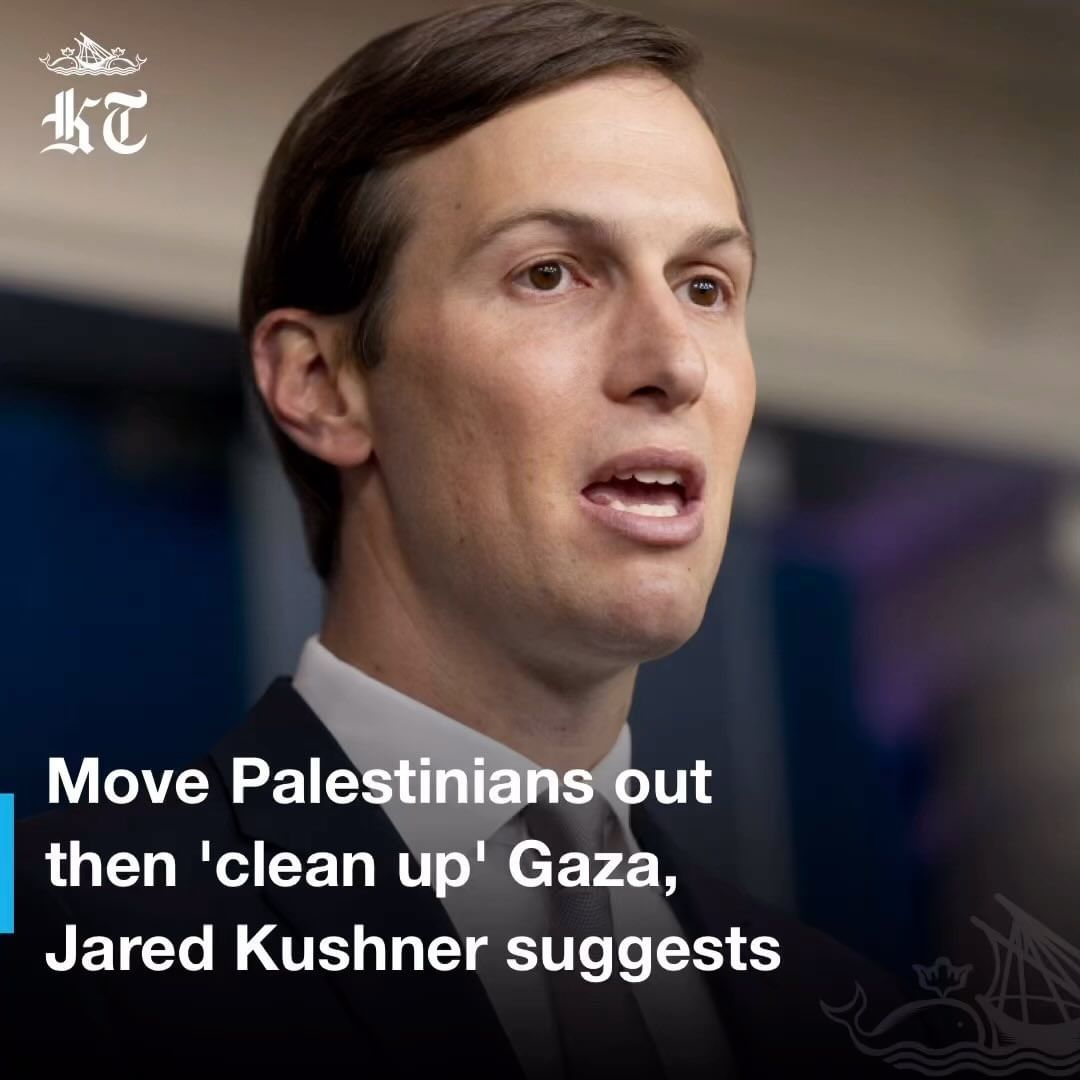 KT
Move Palestinians out
then 'clean up' Gaza,
Jared Kushner suggests